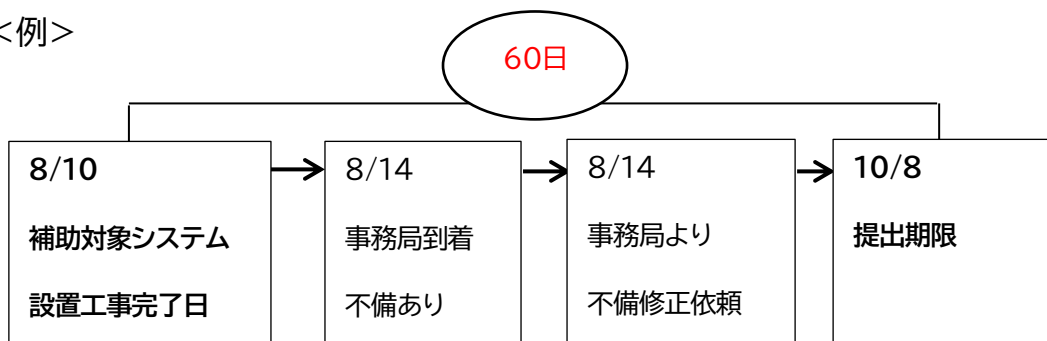 <例>
60日
8/10
補助対象システム
設置工事完了日
8/14
事務局到着
不備あり
8/14
事務局より
不備修正依頼
10/8
提出期限